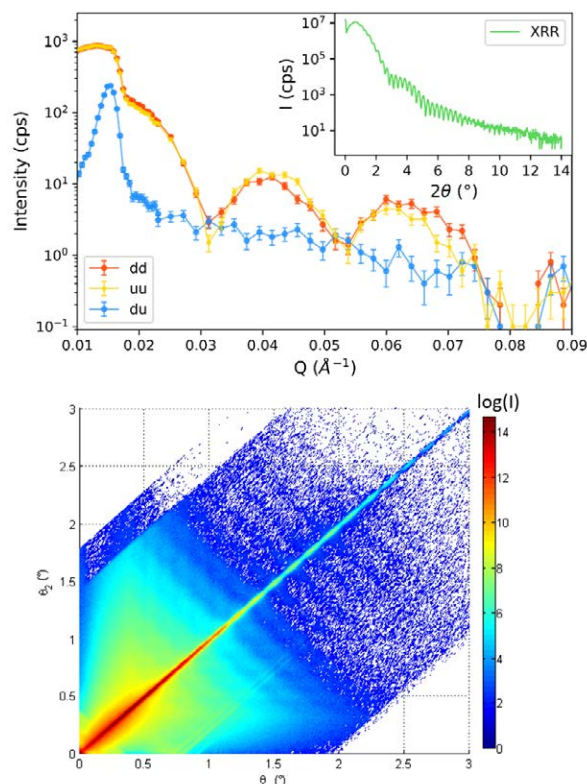 10⁷
10⁵
10³
10¹
I (cps)
XRR
0 2 4 6 8 10 12 14
2θ (°)
10³
10²
10¹
10⁰
10⁻¹
Intensity (cps)
dd
uu
du
0.01 0.02 0.03 0.04 0.05 0.06 0.07 0.08 0.09
Q (Å⁻¹)
log(I)
3
2.5
2
1.5
1
0.5
0
θ₂ (°)
0 0.5 1 1.5 2 2.5 3
14
12
10
8
6
4
2
0